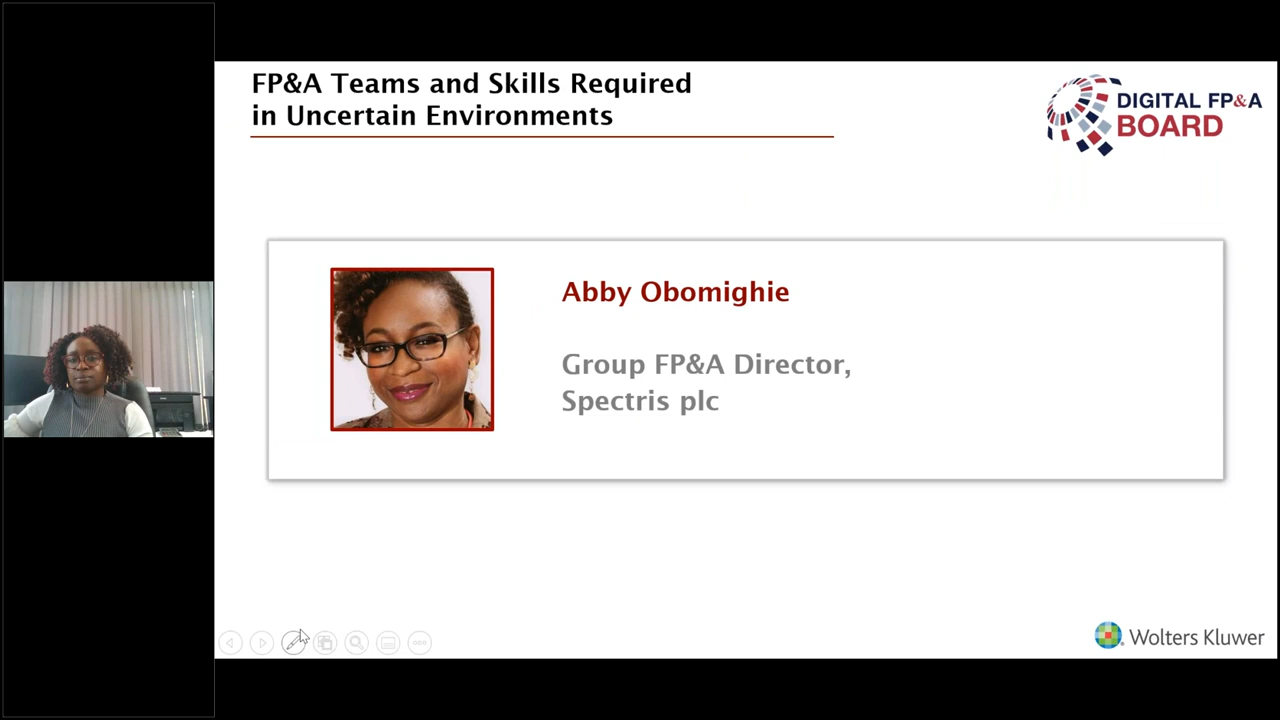 FP&A Teams and Skills Required
in Uncertain Environments
DIGITAL FP&A
BOARD
Abby Obomighie
Group FP&A Director,
Spectris plc
Wolters Kluwer